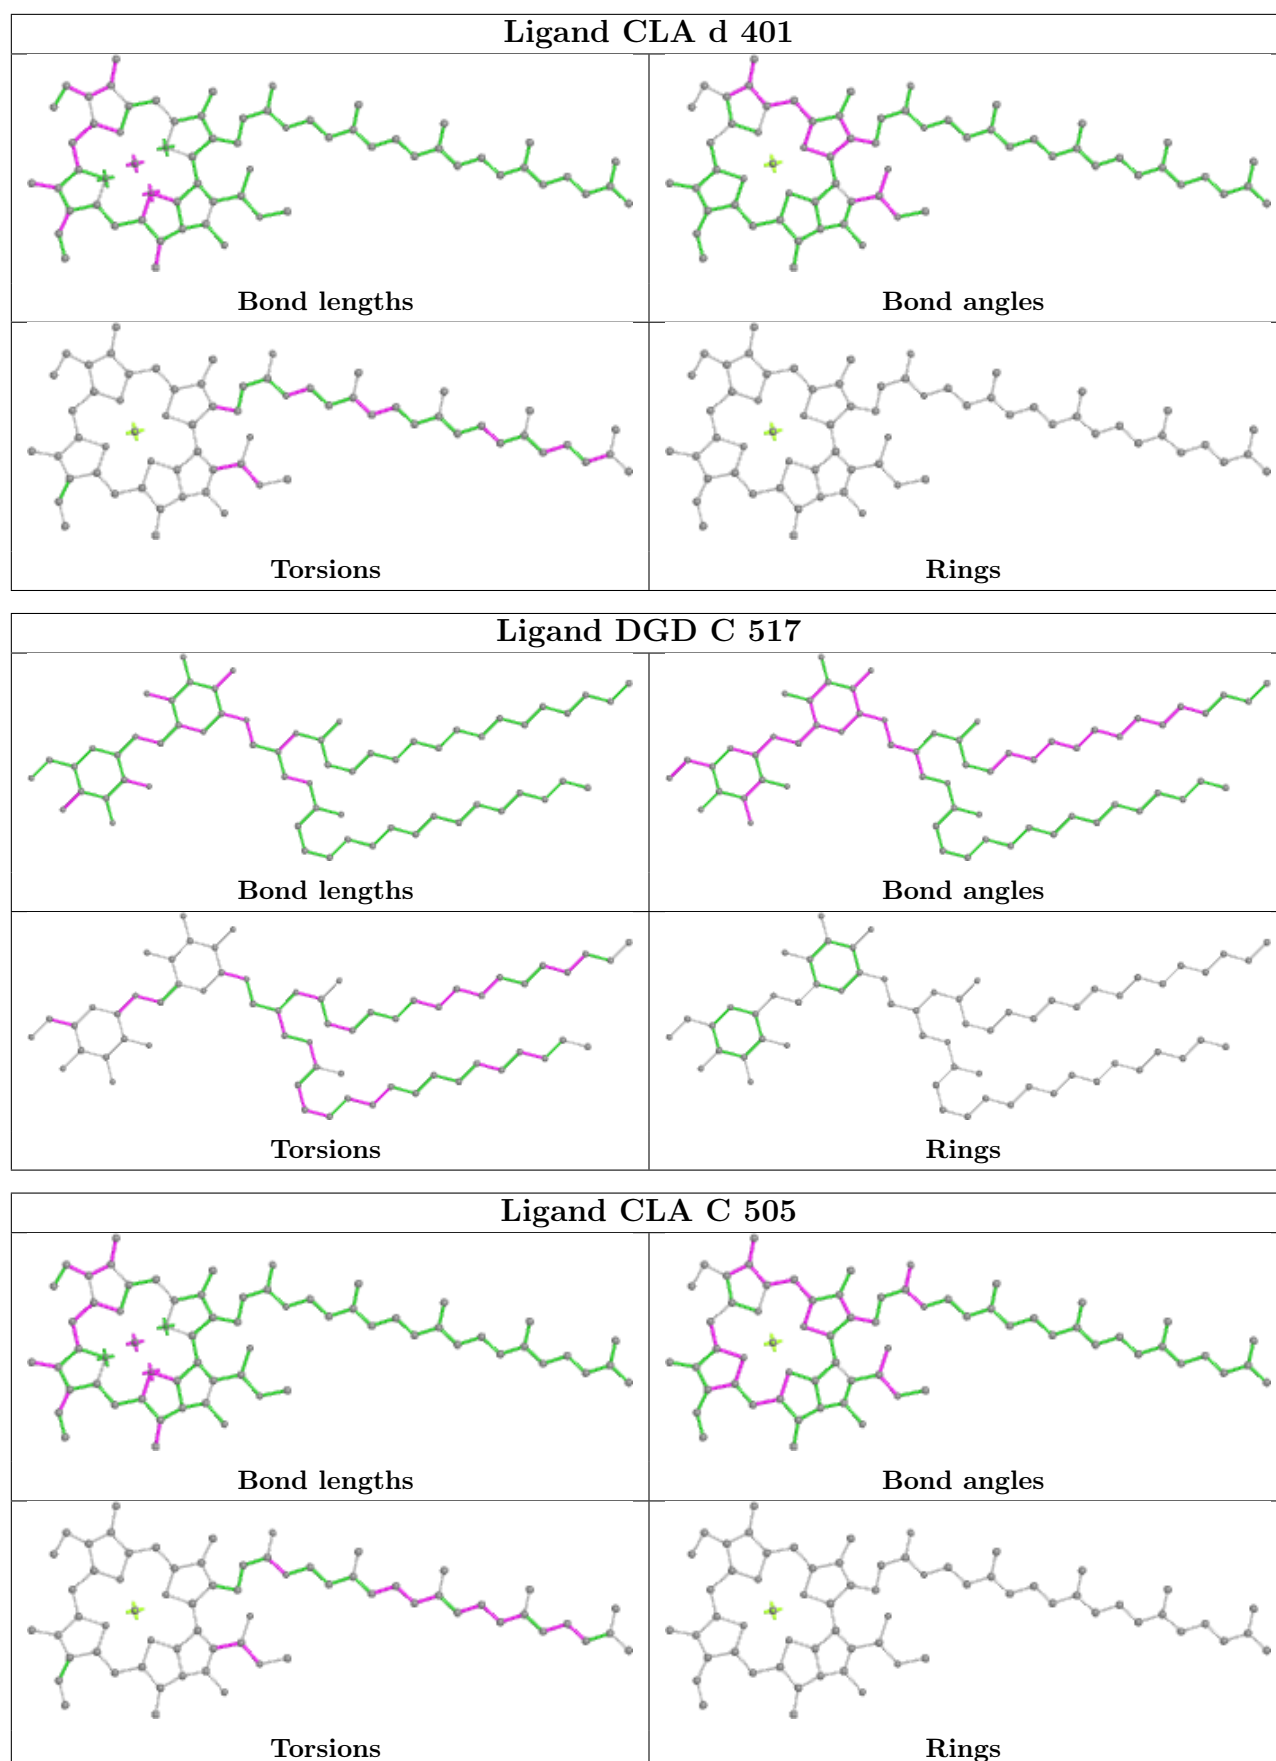 Ligand CLA d 401
Bond lengths
Bond angles
Torsions
Rings
Ligand DGD C 517
Bond lengths
Bond angles
Torsions
Rings
Ligand CLA C 505
Bond lengths
Bond angles
Torsions
Rings